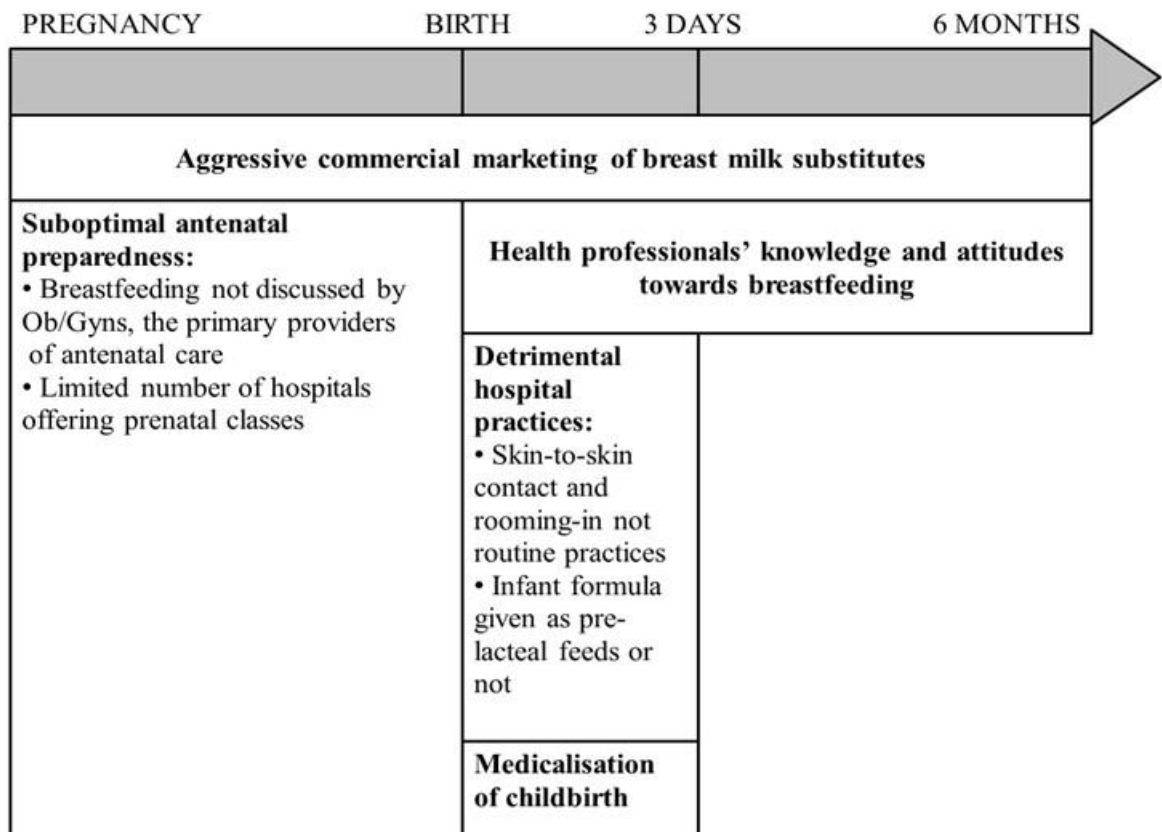 PREGNANCY BIRTH 3 DAYS 6 MONTHS
Aggressive commercial marketing of breast milk substitutes
Suboptimal antenatal
preparedness:
• Breastfeeding not discussed by
Ob/Gyns, the primary providers
of antenatal care
• Limited number of hospitals
offering prenatal classes
Health professionals’ knowledge and attitudes
towards breastfeeding
Detrimental
hospital
practices:
• Skin-to-skin
contact and
rooming-in not
routine practices
• Infant formula
given as pre-
lacteal feeds or
not
Medicalisation
of childbirth